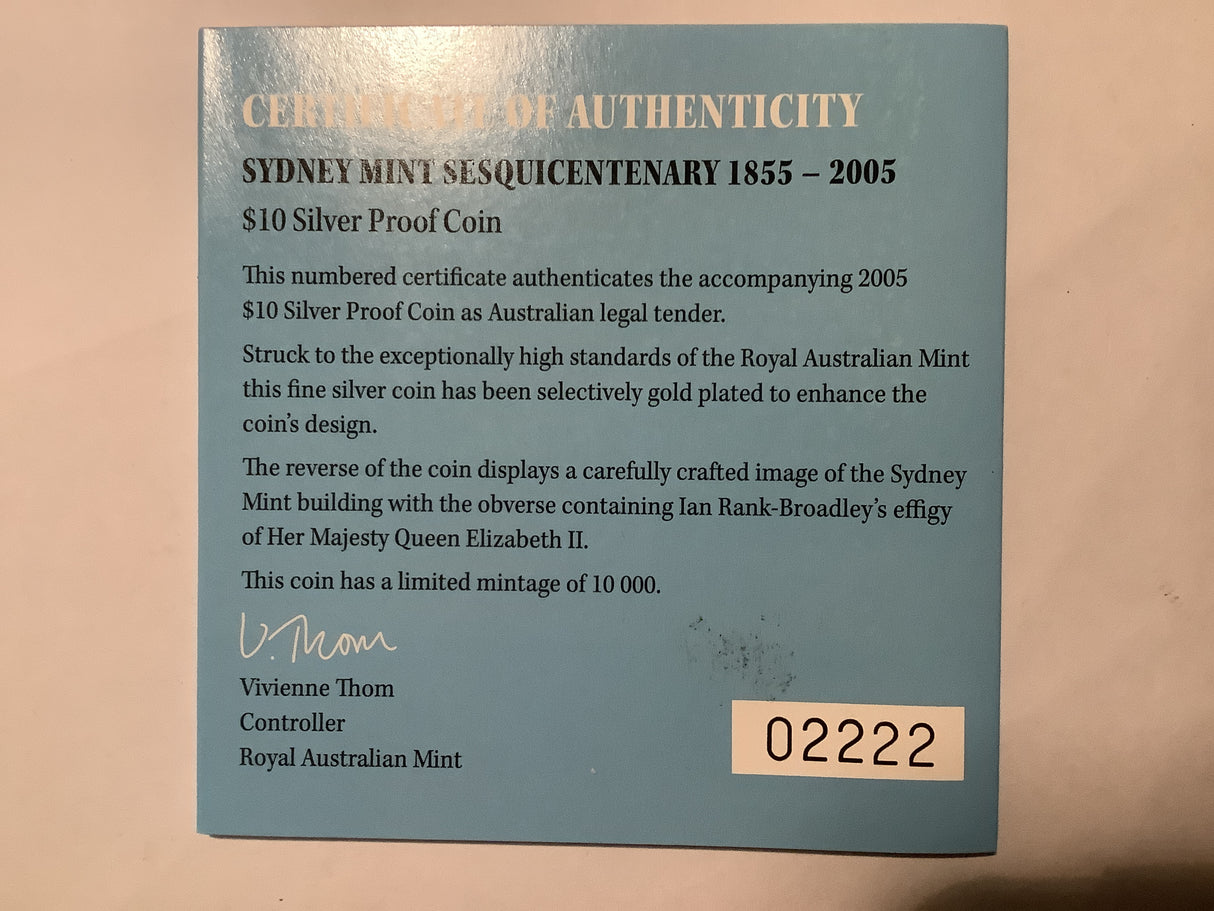 CERTIFICATE OF AUTHENTICITY
SYDNEY MINT SESQUICENTENARY 1855 – 2005
$10 Silver Proof Coin
This numbered certificate authenticates the accompanying 2005
$10 Silver Proof Coin as Australian legal tender.
Struck to the exceptionally high standards of the Royal Australian Mint
this fine silver coin has been selectively gold plated to enhance the
coin's design.
The reverse of the coin displays a carefully crafted image of the Sydney
Mint building with the obverse containing Ian Rank-Broadley's effigy
of Her Majesty Queen Elizabeth II.
This coin has a limited mintage of 10 000.
V. Thom
Vivienne Thom
Controller
Royal Australian Mint
02222